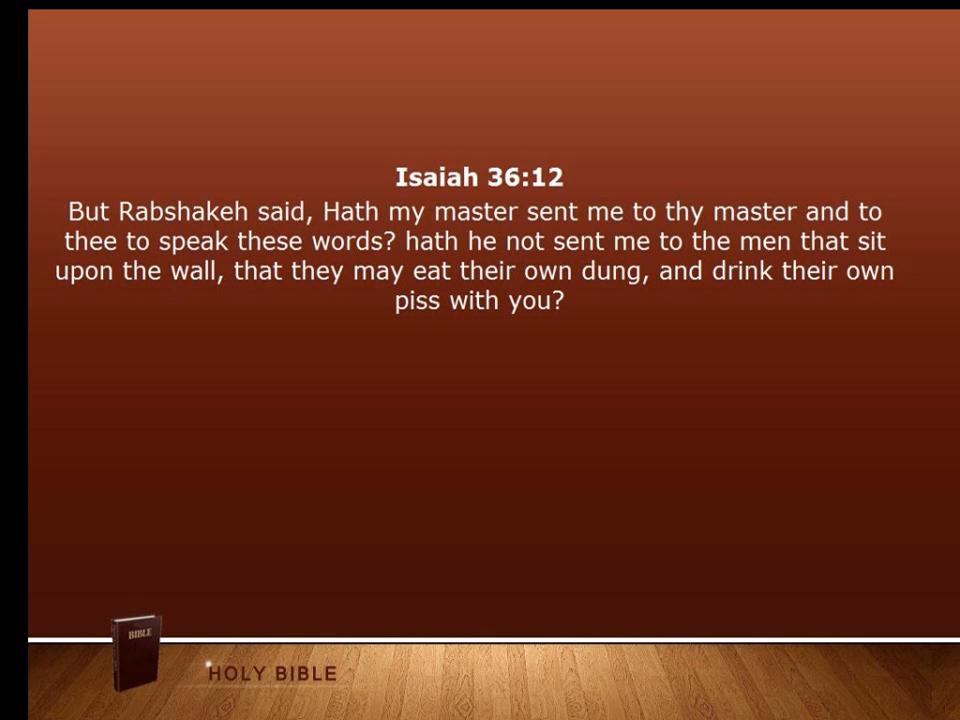 Isaiah 36:12
But Rabshakeh said, Hath my master sent me to thy master and to
thee to speak these words? hath he not sent me to the men that sit
upon the wall, that they may eat their own dung, and drink their own
piss with you?
BIBLE
HOLY BIBLE